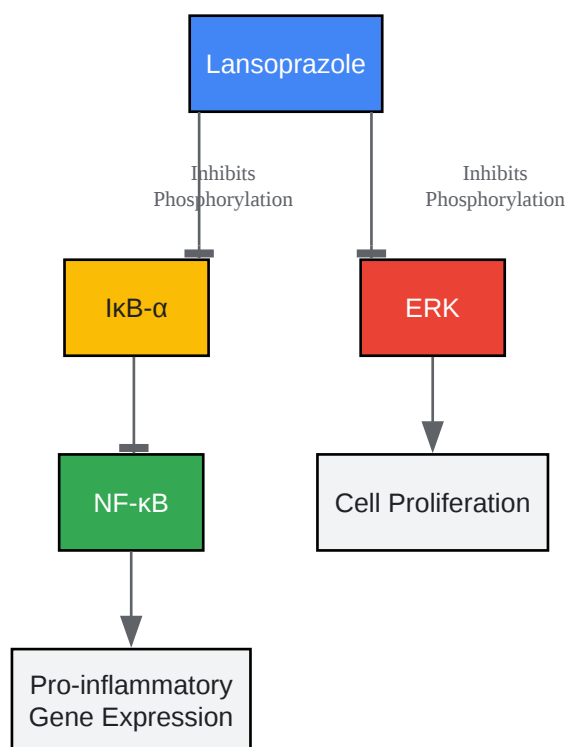 Lansoprazole
Inhibits
Phosphorylation
Inhibits
Phosphorylation
IκB-α
ERK
NF-κB
Cell Proliferation
Pro-inflammatory
Gene Expression